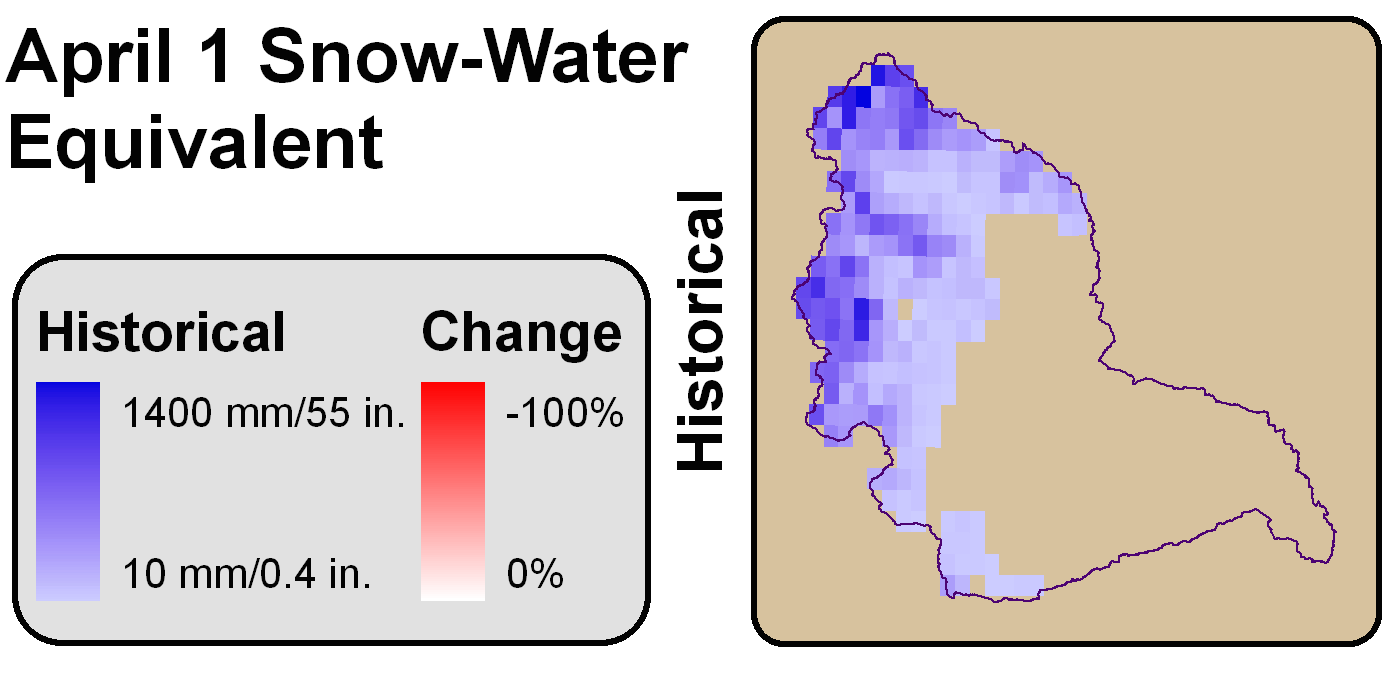 April 1 Snow-Water
Equivalent
Historical
Change
1400 mm/55 in.
-100%
10 mm/0.4 in.
0%
Historical